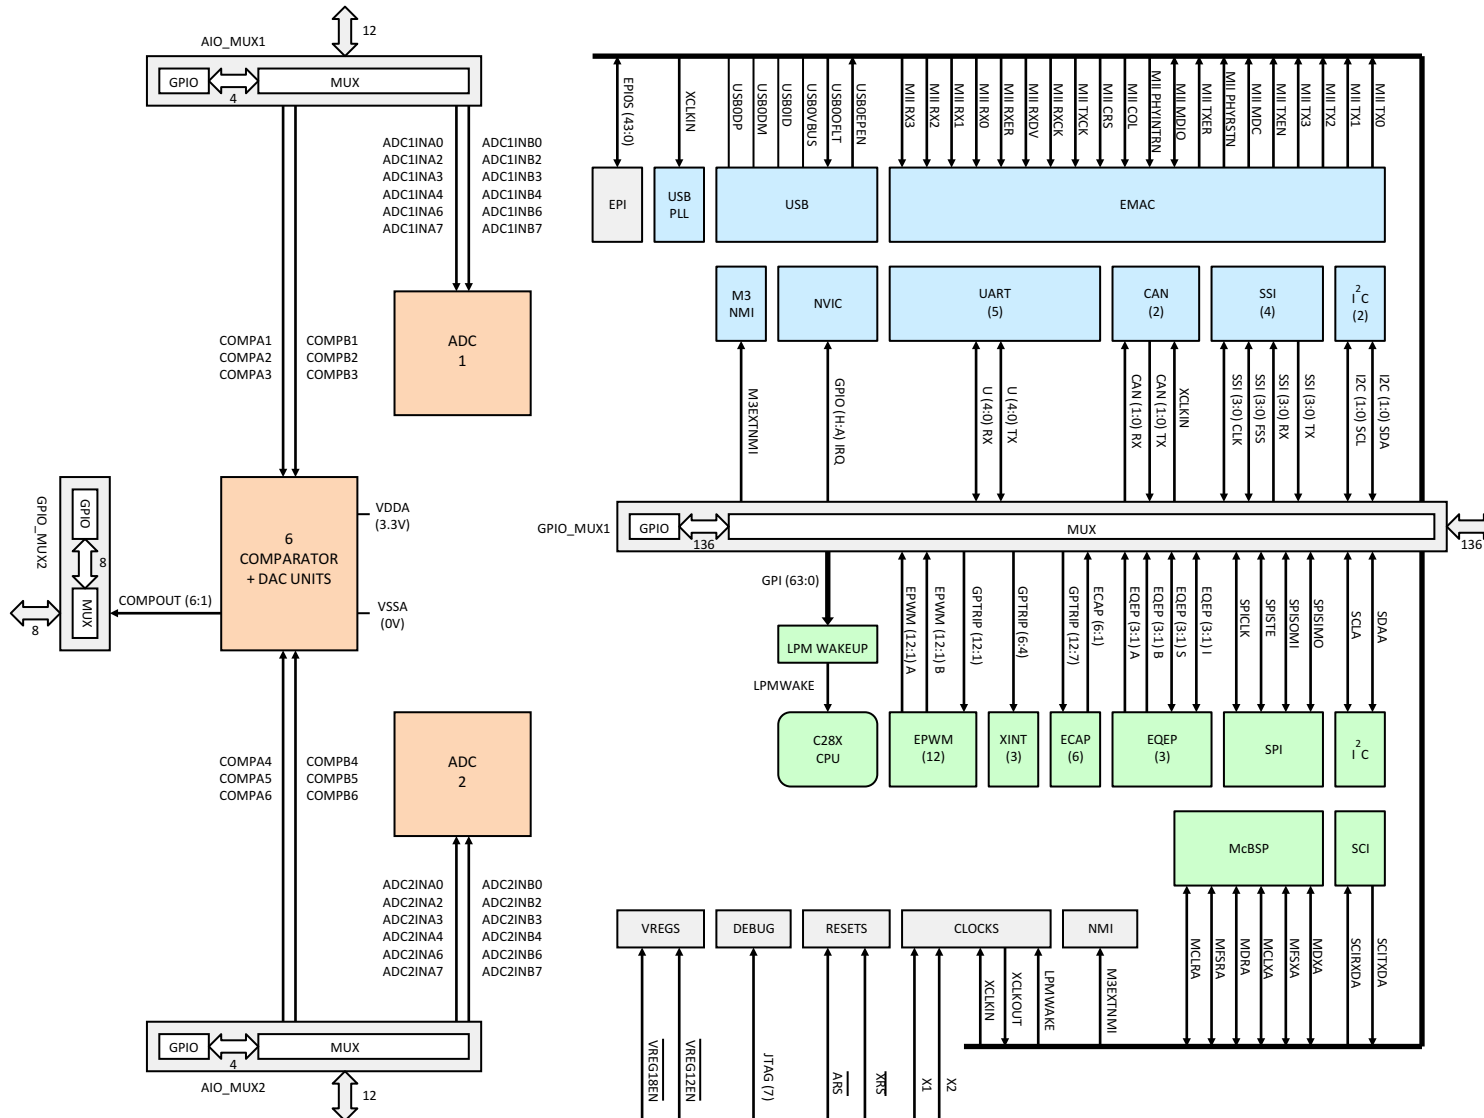 12
AIO_MUX1
GPIO
4
MUX
ADC1INA0
ADC1INA2
ADC1INA3
ADC1INA4
ADC1INA6
ADC1INA7
ADC1INB0
ADC1INB2
ADC1INB3
ADC1INB4
ADC1INB6
ADC1INB7
ADC
1
COMPA1
COMPA2
COMPA3
COMPB1
COMPB2
COMPB3
GPIO_MUX2
GPIO
8
MUX
8
COMPOUT (6:1)
6
COMPARATOR
+ DAC UNITS
VDDA
(3.3V)
VSSA
(0V)
COMPA4
COMPA5
COMPA6
COMPB4
COMPB5
COMPB6
ADC
2
ADC2INA0
ADC2INA2
ADC2INA3
ADC2INA4
ADC2INA6
ADC2INA7
ADC2INB0
ADC2INB2
ADC2INB3
ADC2INB4
ADC2INB6
ADC2INB7
GPIO
4
MUX
AIO_MUX2
12
EPI0S (43:0)
XCLKIN
USB0DP
USB0DM
USB0ID
USB0VBUS
USB0OFLT
USB0EPEN
MII RX3
MII RX2
MII RX1
MII RX0
MII RXER
MII RXDV
MII RXCK
MII TXCK
MII CRS
MII COL
MII PHYINTRN
MII MDIO
MII TXER
MII PHYRSTN
MII MDC
MII TXEN
MII TX3
MII TX2
MII TX1
MII TX0
EPI
USB
PLL
USB
EMAC
M3
NMI
NVIC
UART
(5)
CAN
(2)
SSI
(4)
I2C
(2)
M3EXTNMI
GPIO (H:A) IRQ
U (4:0) RX
U (4:0) TX
CAN (1:0) RX
CAN (1:0) TX
XCLKIN
SSI (3:0) CLK
SSI (3:0) FSS
SSI (3:0) RX
SSI (3:0) TX
I2C (1:0) SCL
I2C (1:0) SDA
GPIO_MUX1
GPIO
136
MUX
136
GPI (63:0)
LPM WAKEUP
LPMWAKE
C28X
CPU
EPWM (12:1) A
EPWM (12:1) B
GPTRIP (12:1)
GPTRIP (6:4)
GPTRIP (12:7)
ECAP (6:1)
EQEP (3:1) A
EQEP (3:1) B
EQEP (3:1) S
EQEP (3:1) I
SPICLK
SPISTE
SPISOMI
SPISIMO
SCLA
SDAA
EPWM
(12)
XINT
(3)
ECAP
(6)
EQEP
(3)
SPI
I2C
McBSP
SCI
MCLRA
MFSRA
MDRA
MCLXA
MFSXA
MDXA
SCIRXDA
SCITXDA
VREGS
DEBUG
RESETS
CLOCKS
NMI
VREG18EN
VREG12EN
JTAG (7)
ARS
XRS
X1
X2
XCLKIN
XCLKOUT
LPMWAKE
M3EXTNMI